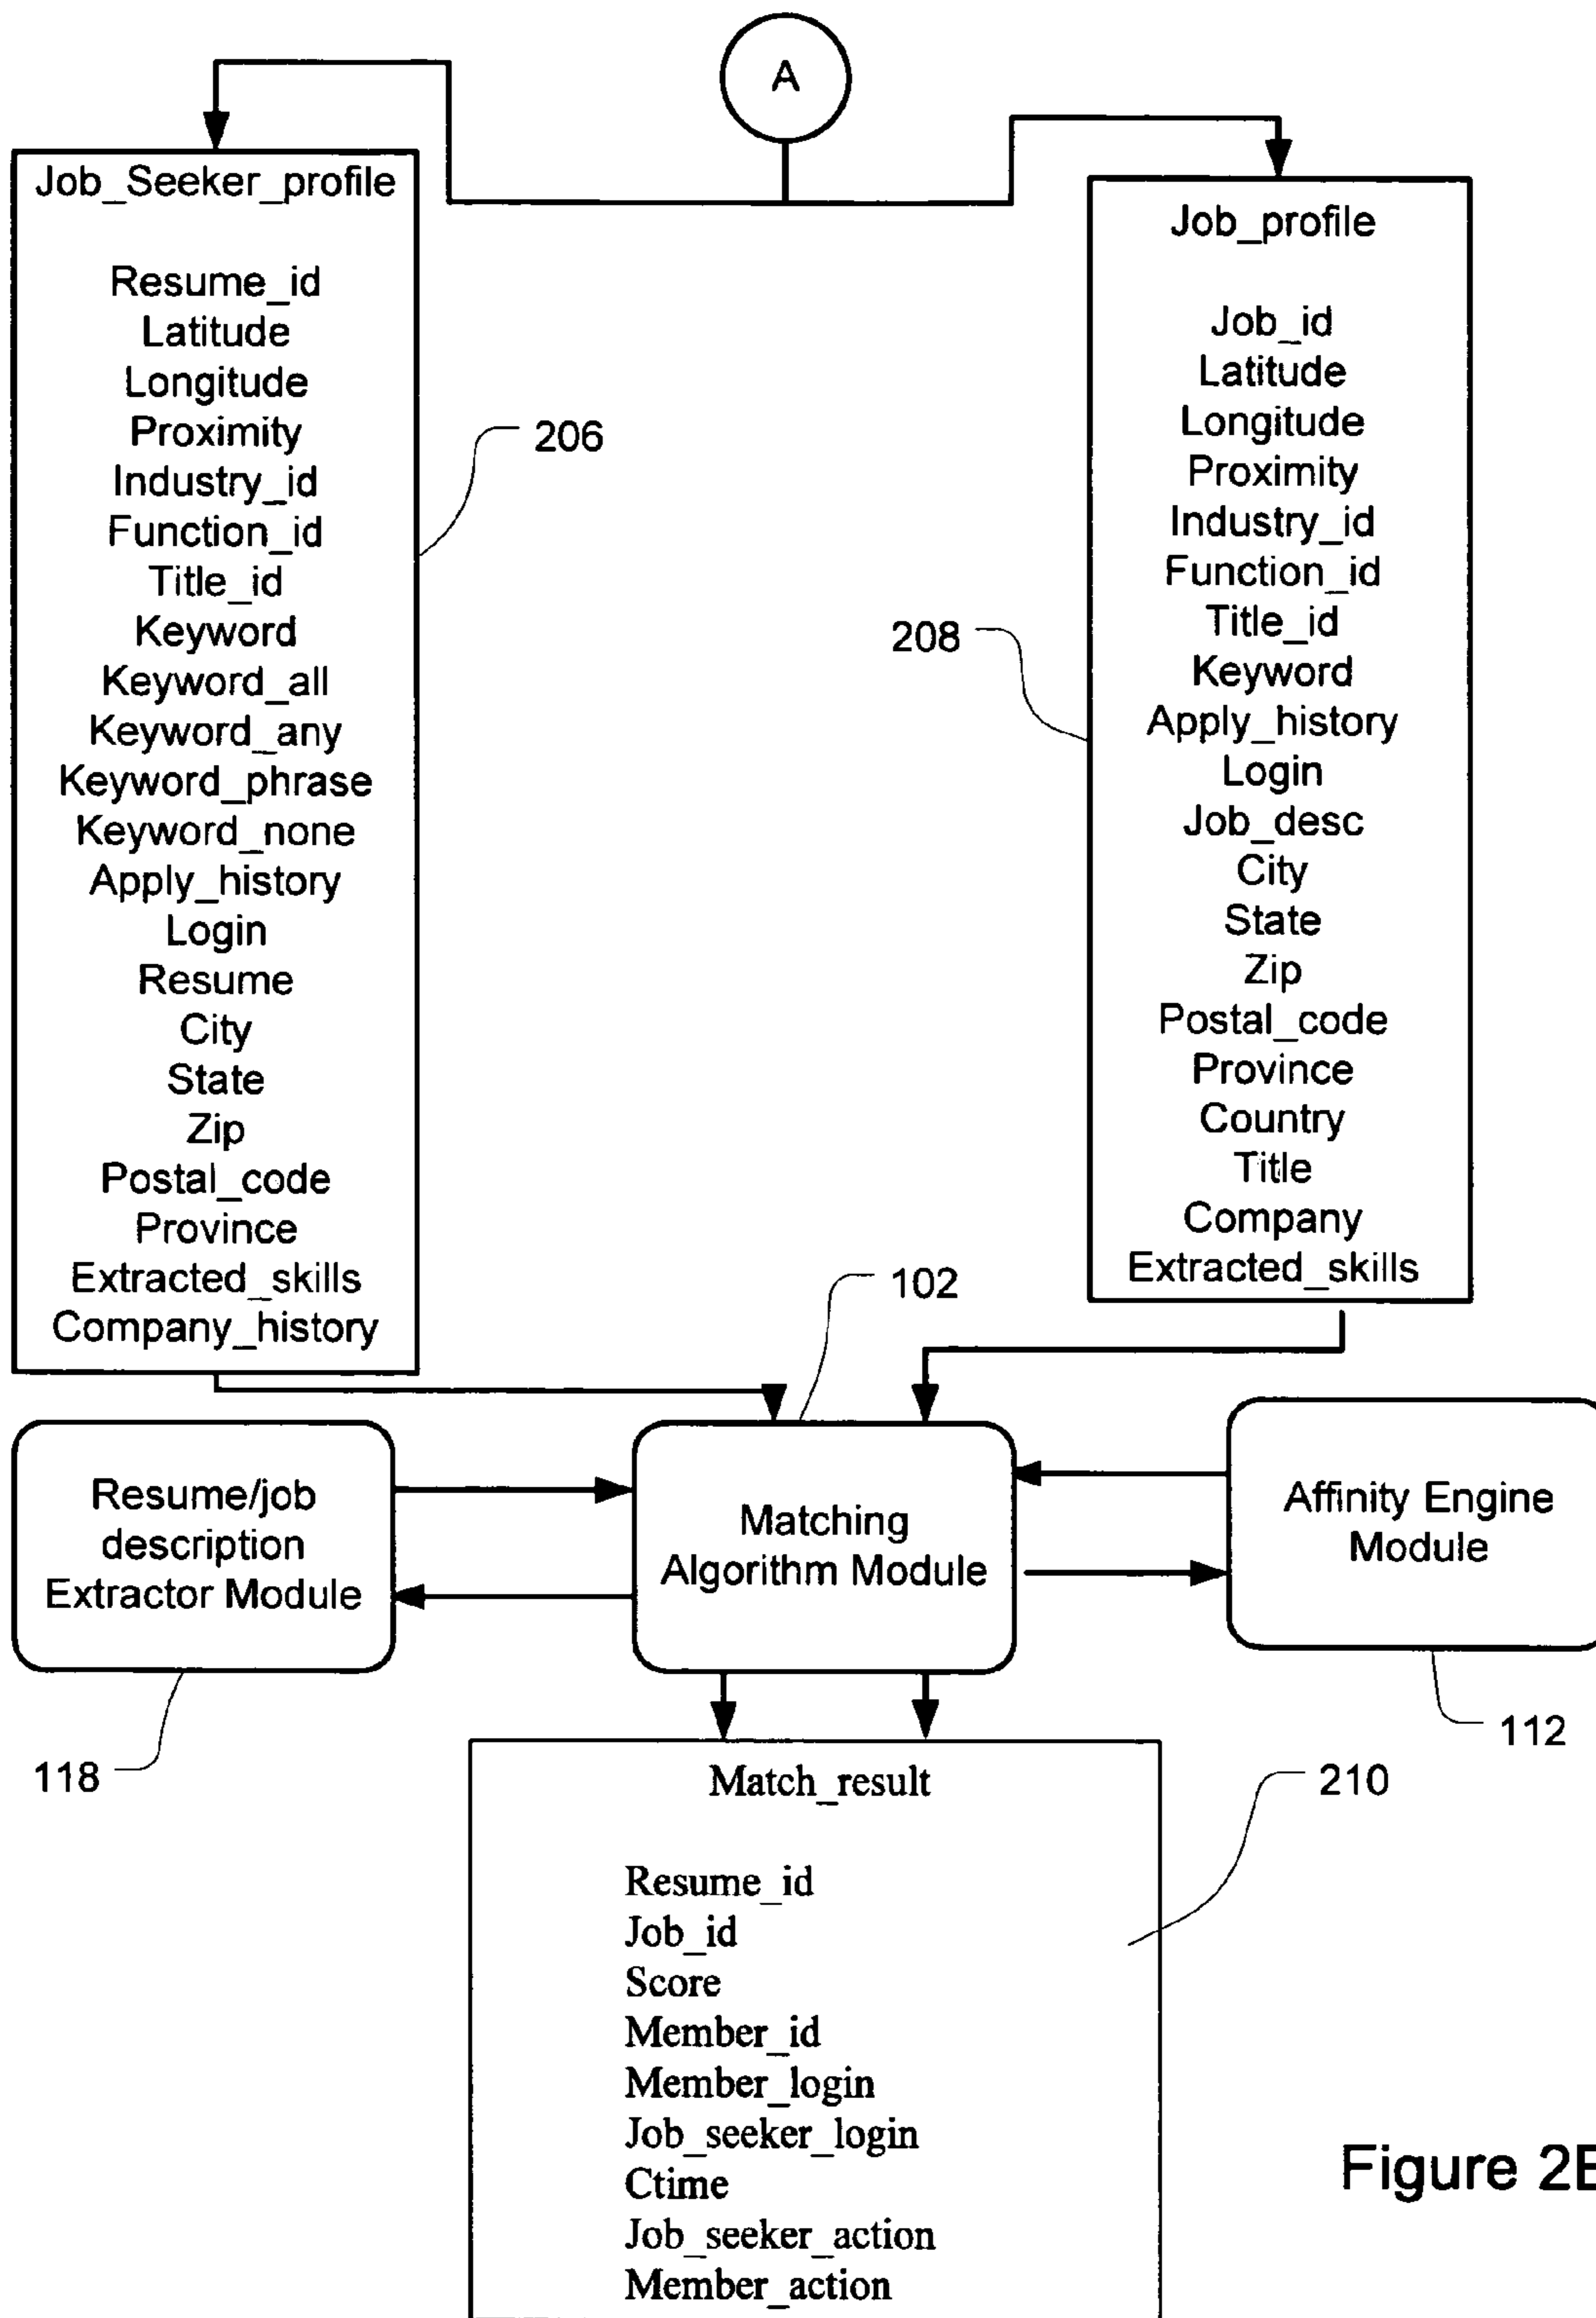 A
Job_Seeker_profile
Resume_id
Latitude
Longitude
Proximity
Industry_id
Function_id
Title_id
Keyword
Keyword_all
Keyword_any
Keyword_phrase
Keyword_none
Apply_history
Login
Resume
City
State
Zip
Postal_code
Province
Extracted_skills
Company_history
206
Job_profile
Job_id
Latitude
Longitude
Proximity
Industry_id
Function_id
Title_id
Keyword
Apply_history
Login
Job_desc
City
State
Zip
Postal_code
Province
Country
Title
Company
Extracted_skills
208
102
Resume/job
description
Extractor Module
118
Matching
Algorithm Module
Affinity Engine
Module
112
Match_result
Resume_id
Job_id
Score
Member_id
Member_login
Job_seeker_login
Ctime
Job_seeker_action
Member_action
210
Figure 2B